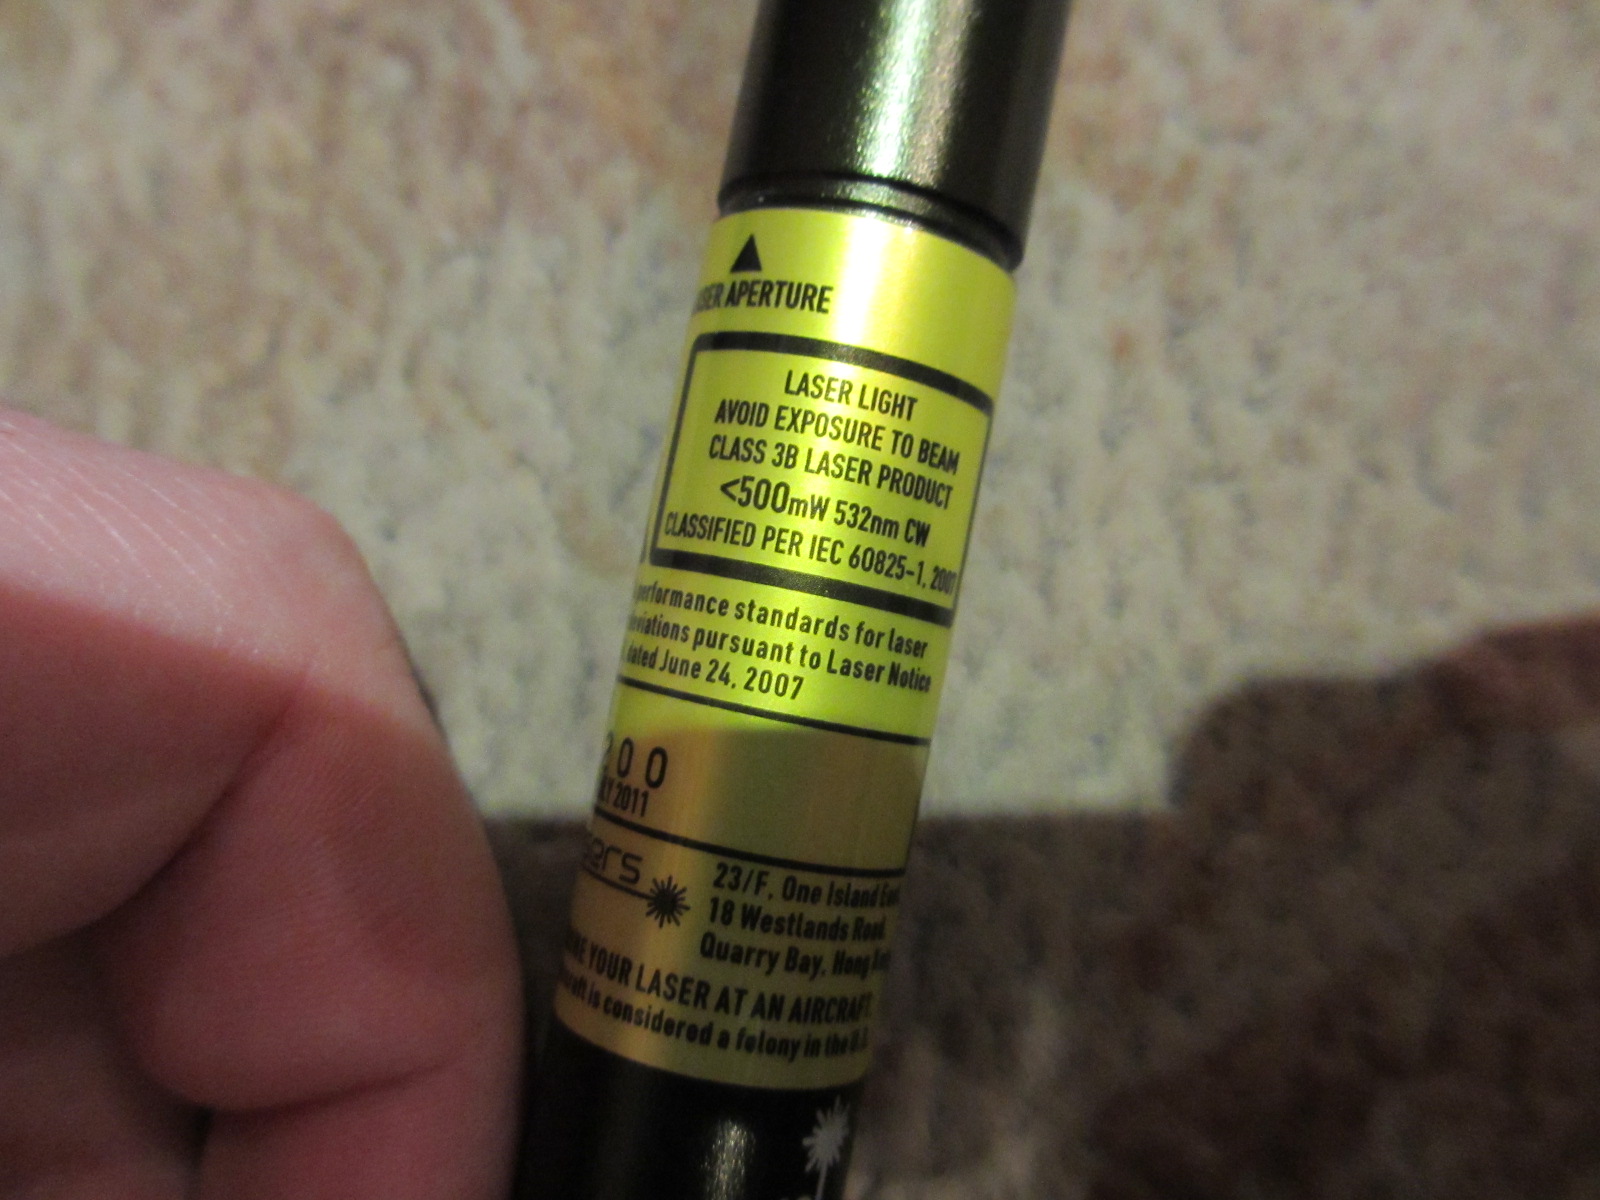 APERTURE
LASER LIGHT
AVOID EXPOSURE TO BEAM
CLASS 3B LASER PRODUCT
<500mW 532nm CW
CLASSIFIED PER IEC 60825-1, 2007
performance standards for laser
pursuant to Laser Notice
dated June 24, 2007
200
2011
23/F, One Island
18 Westlands Road,
Quarry Bay, Hong
YOUR LASER AT AN AIRCRAFT.
is considered a felony in the U.S.